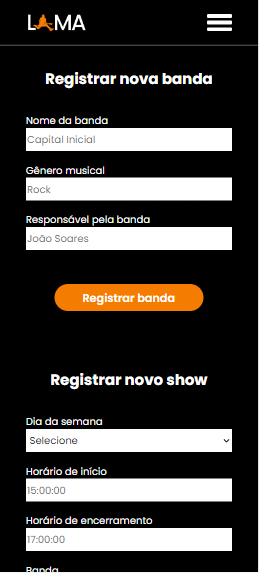 LAMA
Registrar nova banda
Nome da banda
Capital Inicial
Gênero musical
Rock
Responsável pela banda
João Soares
Registrar banda
Registrar novo show
Dia da semana
Selecione
Horário de início
15:00:00
Horário de encerramento
17:00:00
Banda